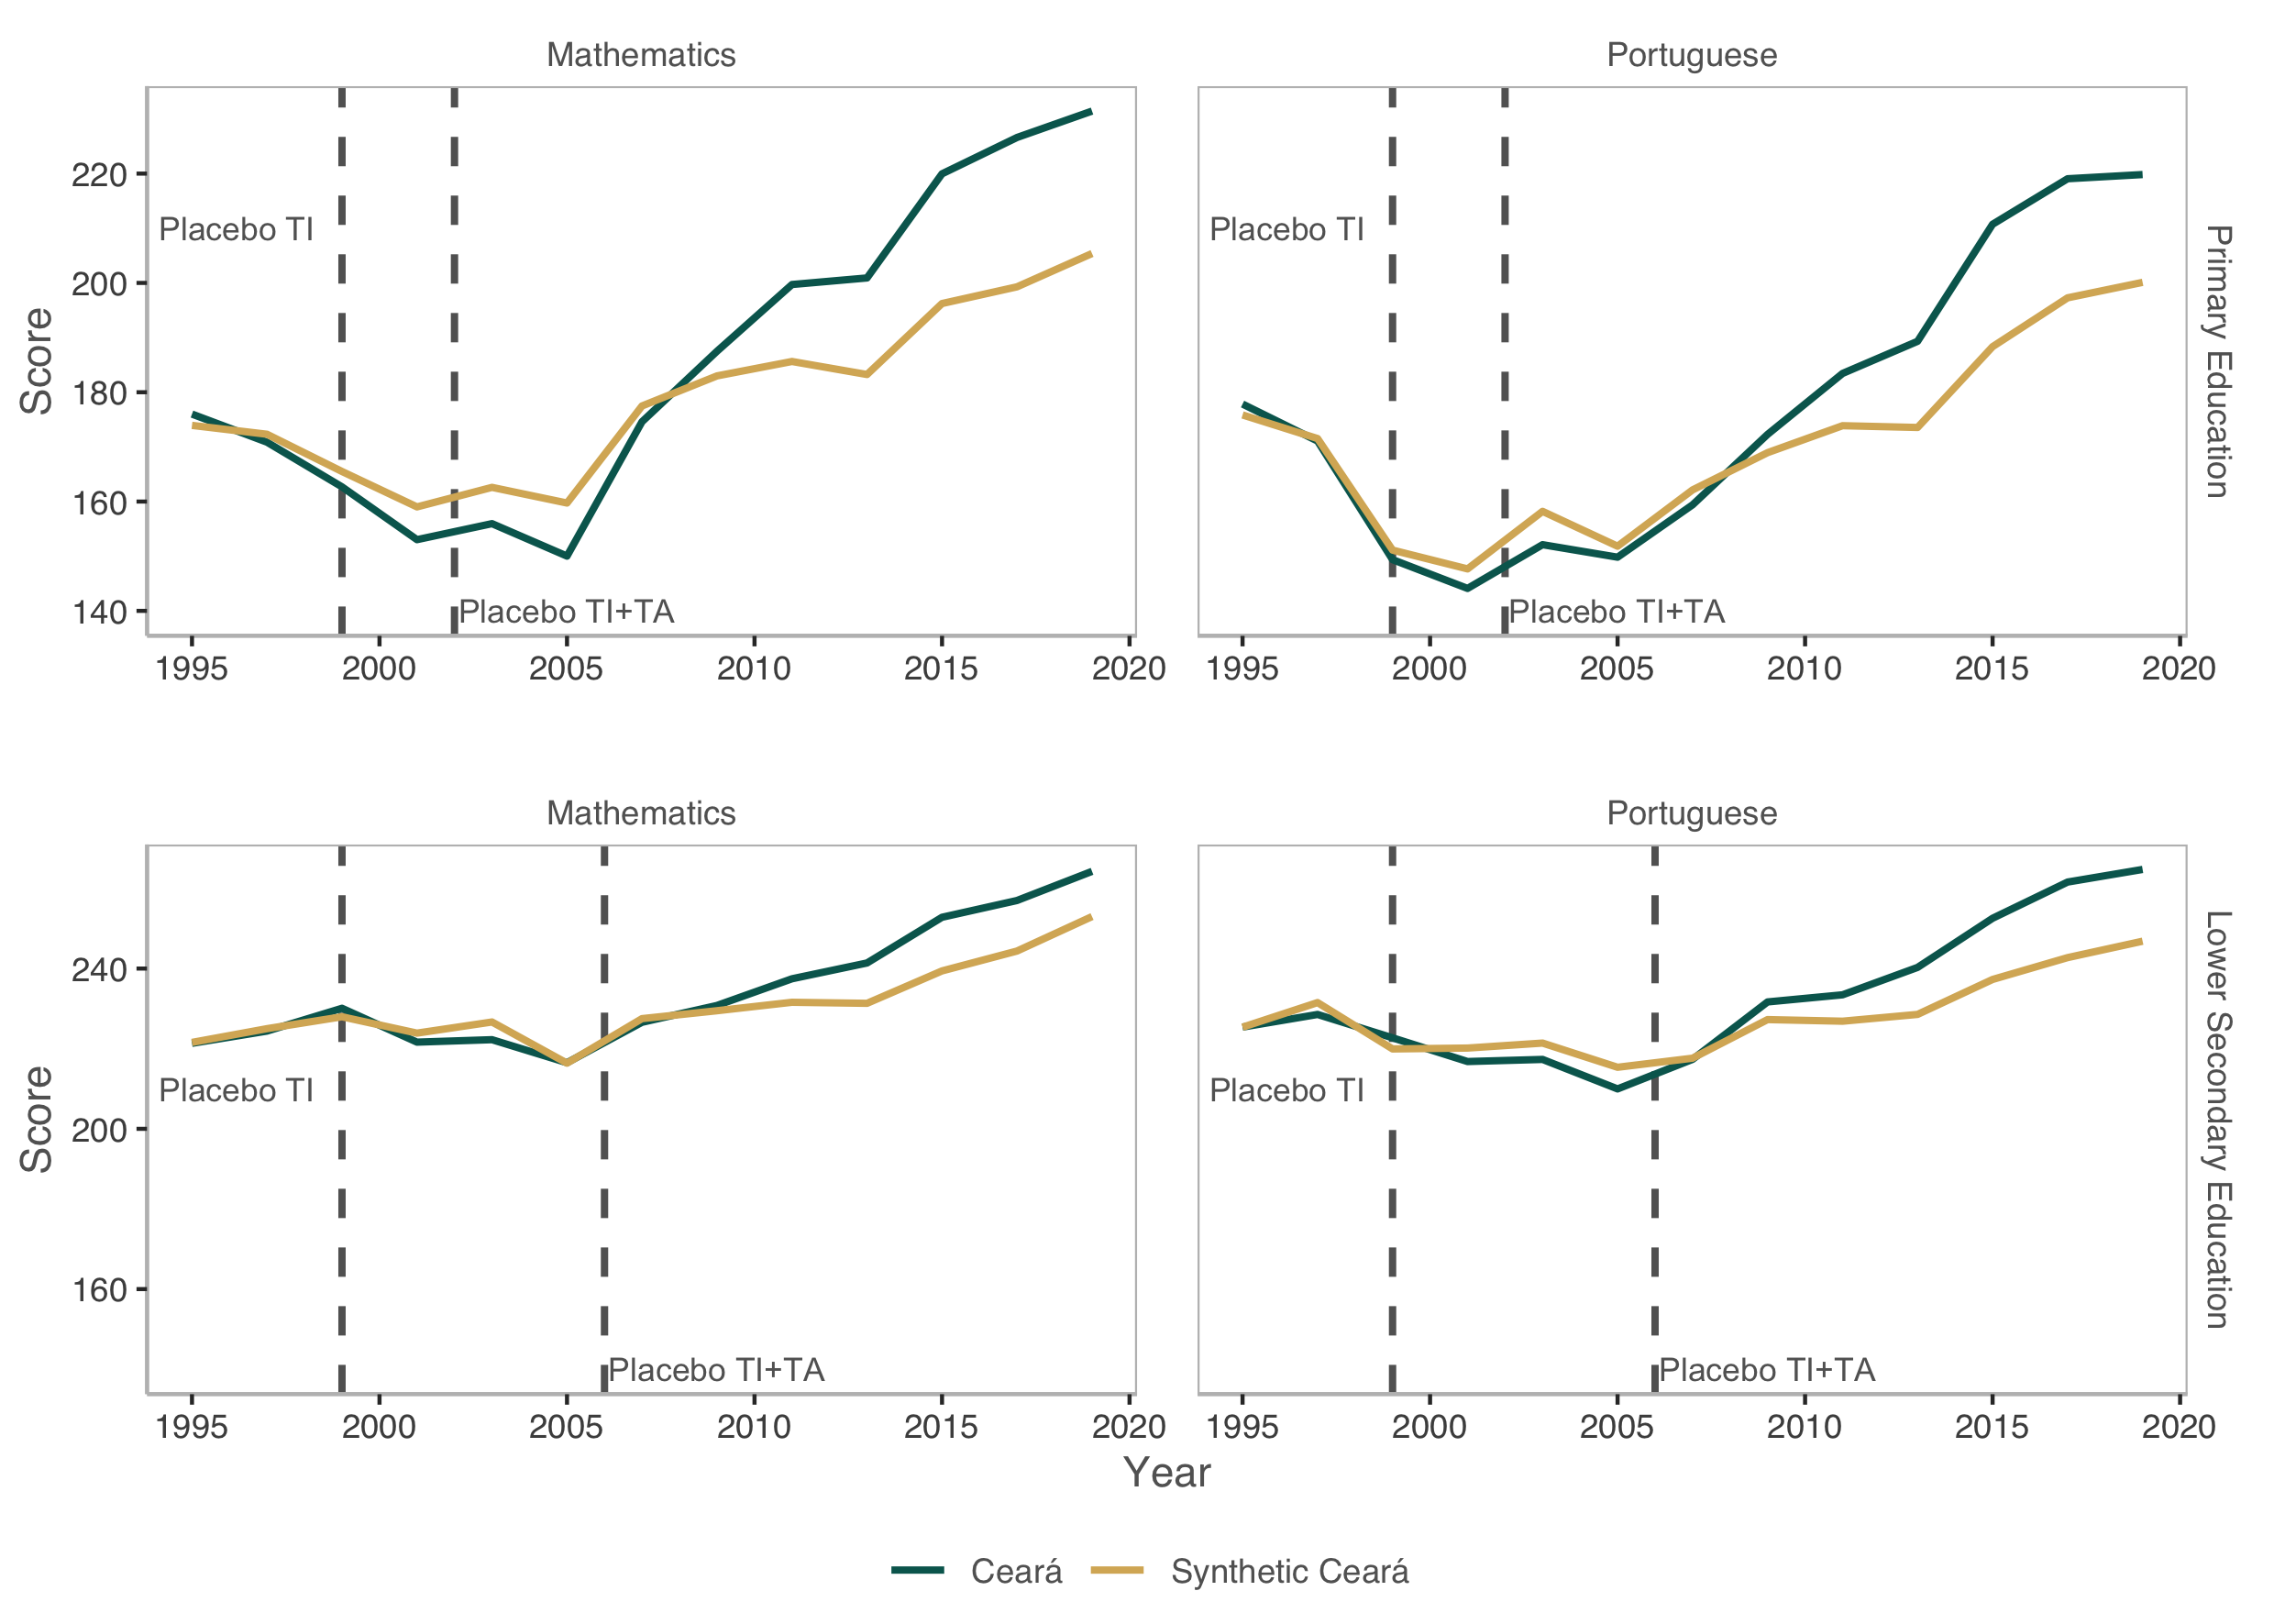 Mathematics
Portuguese
Score
220
200
180
160
140
Placebo TI
Placebo TI+TA
Placebo TI
Placebo TI+TA
Primary Education
1995 2000 2005 2010 2015 2020
1995 2000 2005 2010 2015 2020
Mathematics
Portuguese
Score
240
200
160
Placebo TI
Placebo TI+TA
Placebo TI
Placebo TI+TA
Lower Secondary Education
1995 2000 2005 2010 2015 2020
1995 2000 2005 2010 2015 2020
Year
Ceará Synthetic Ceará